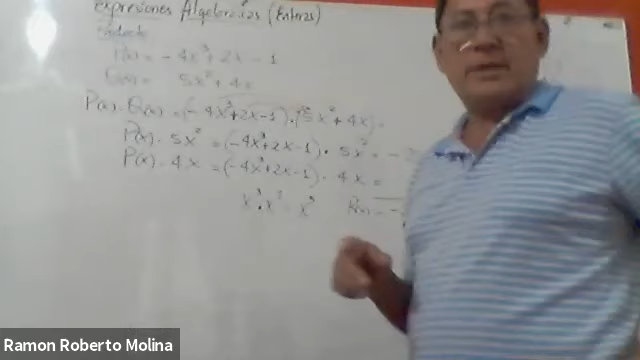 expresiones Algebraicas (Enteras)
Producto
P(x) = - 4x³ + 2x - 1
Q(x) = 5x² + 4x
P(x) . Q(x) = (- 4x³ + 2x - 1) . (5x² + 4x) =
P(x) . 5x² = (-4x³ + 2x - 1) . 5x² = -
P(x) . 4x = (-4x³ + 2x - 1) . 4x =
x³ . x² = x⁵ R(x) = -
Ramon Roberto Molina